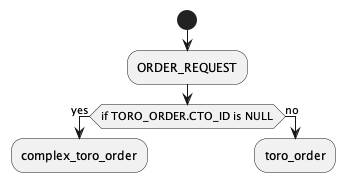 ORDER_REQUEST
yes
if TORO_ORDER.CTO_ID is NULL
no
complex_toro_order
toro_order